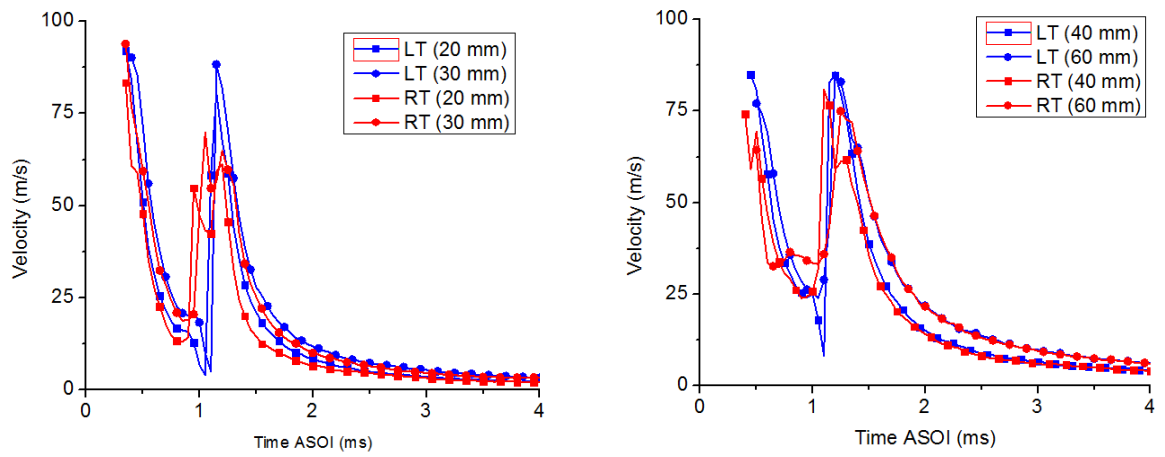 100
75
50
25
0
Velocity (m/s)
LT (20 mm)
LT (30 mm)
RT (20 mm)
RT (30 mm)
0
1
2
3
4
Time ASOI (ms)
100
75
50
25
0
Velocity (m/s)
LT (40 mm)
LT (60 mm)
RT (40 mm)
RT (60 mm)
0
1
2
3
4
Time ASOI (ms)